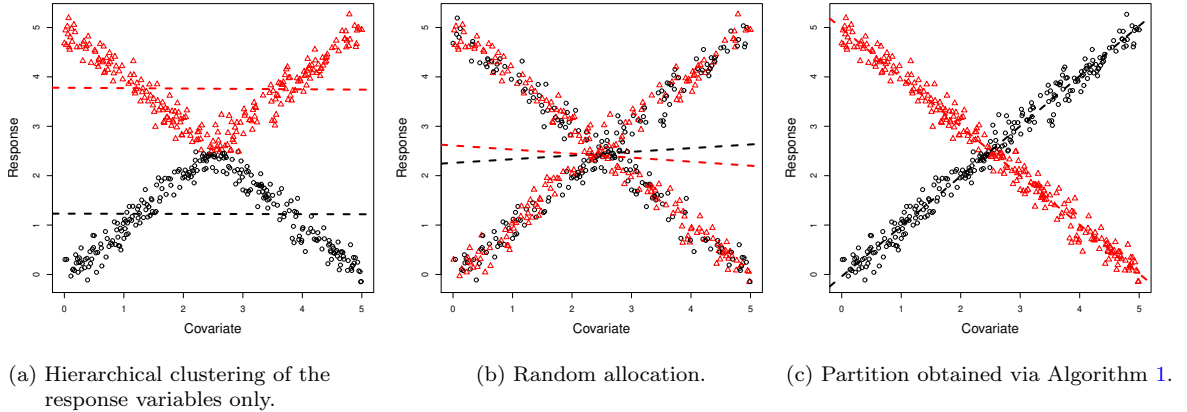 5
4
3
2
1
0
Response
0 1 2 3 4 5
Covariate
5
4
3
2
1
0
Response
0 1 2 3 4 5
Covariate
5
4
3
2
1
0
Response
0 1 2 3 4 5
Covariate
(a) Hierarchical clustering of the
response variables only.
(b) Random allocation.
(c) Partition obtained via Algorithm 1.